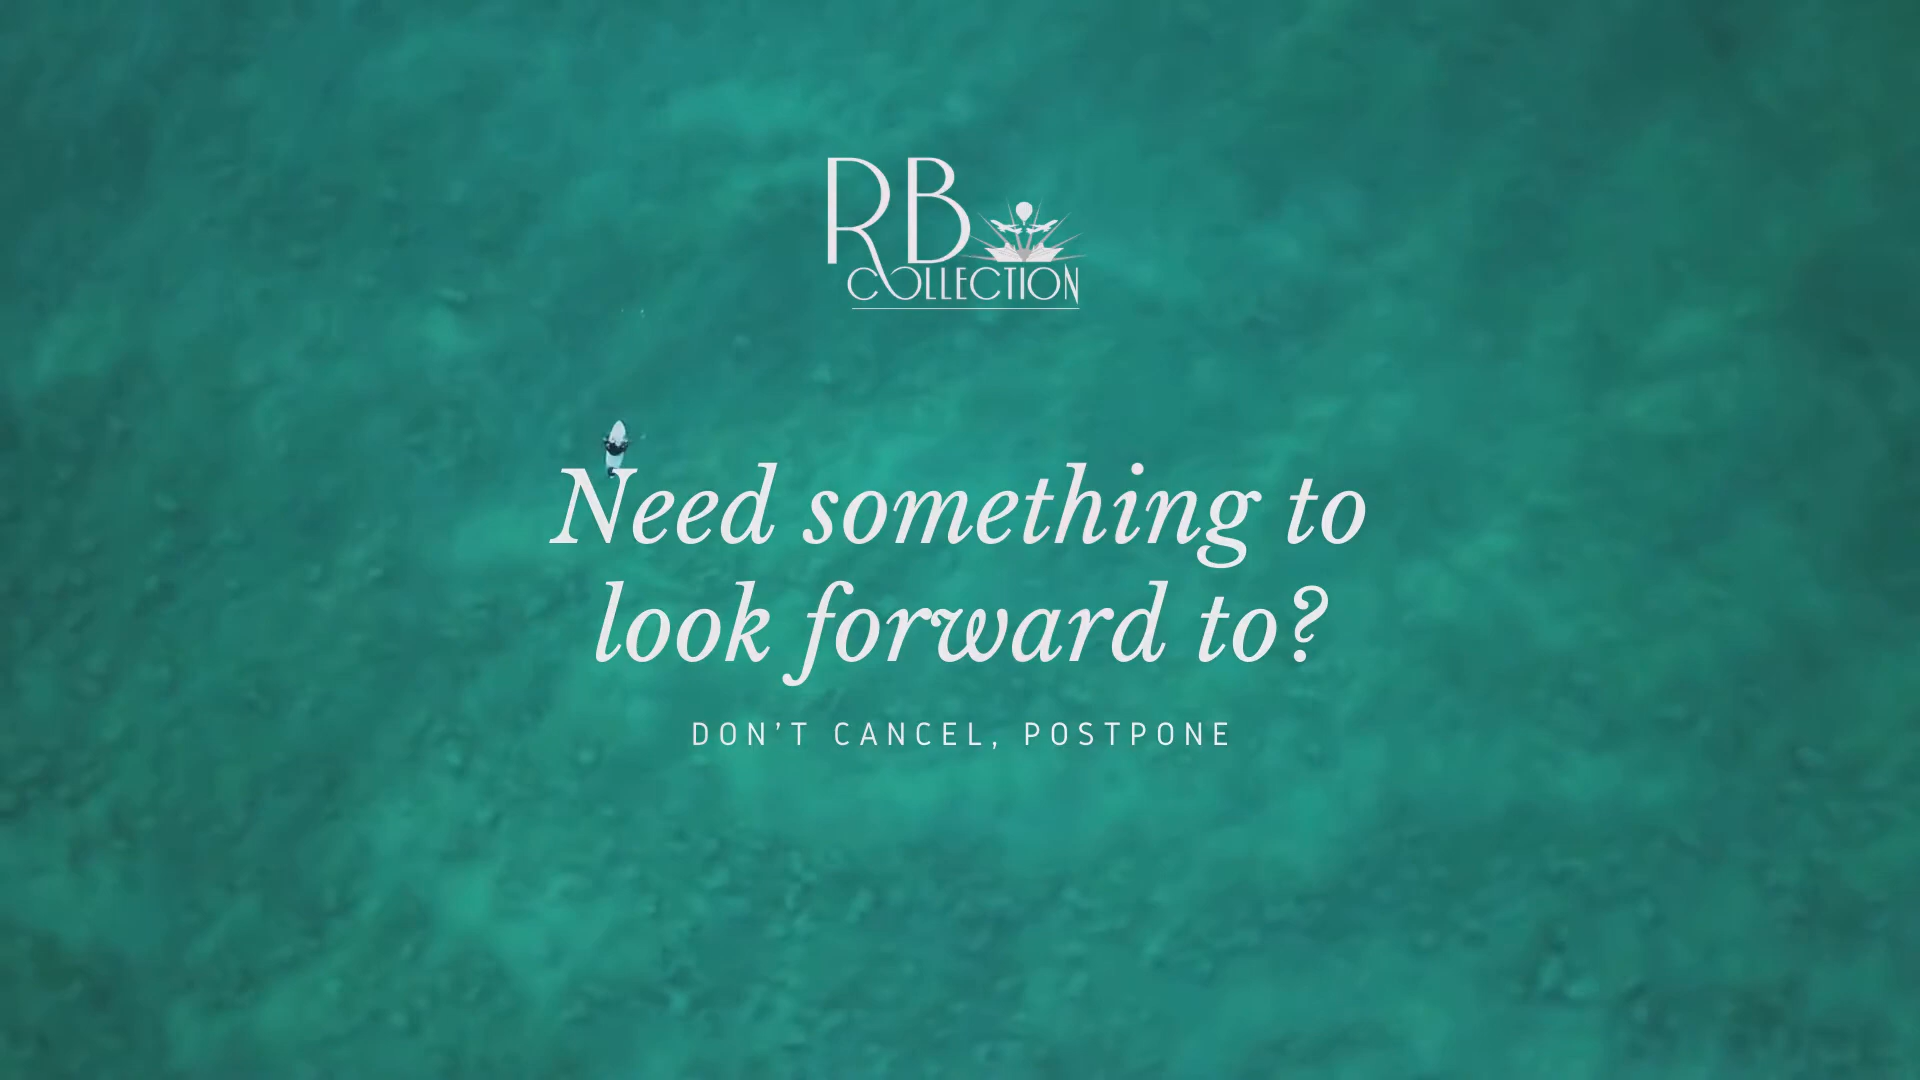 RB
COLLECTION
Need something to
look forward to?
DON'T CANCEL, POSTPONE